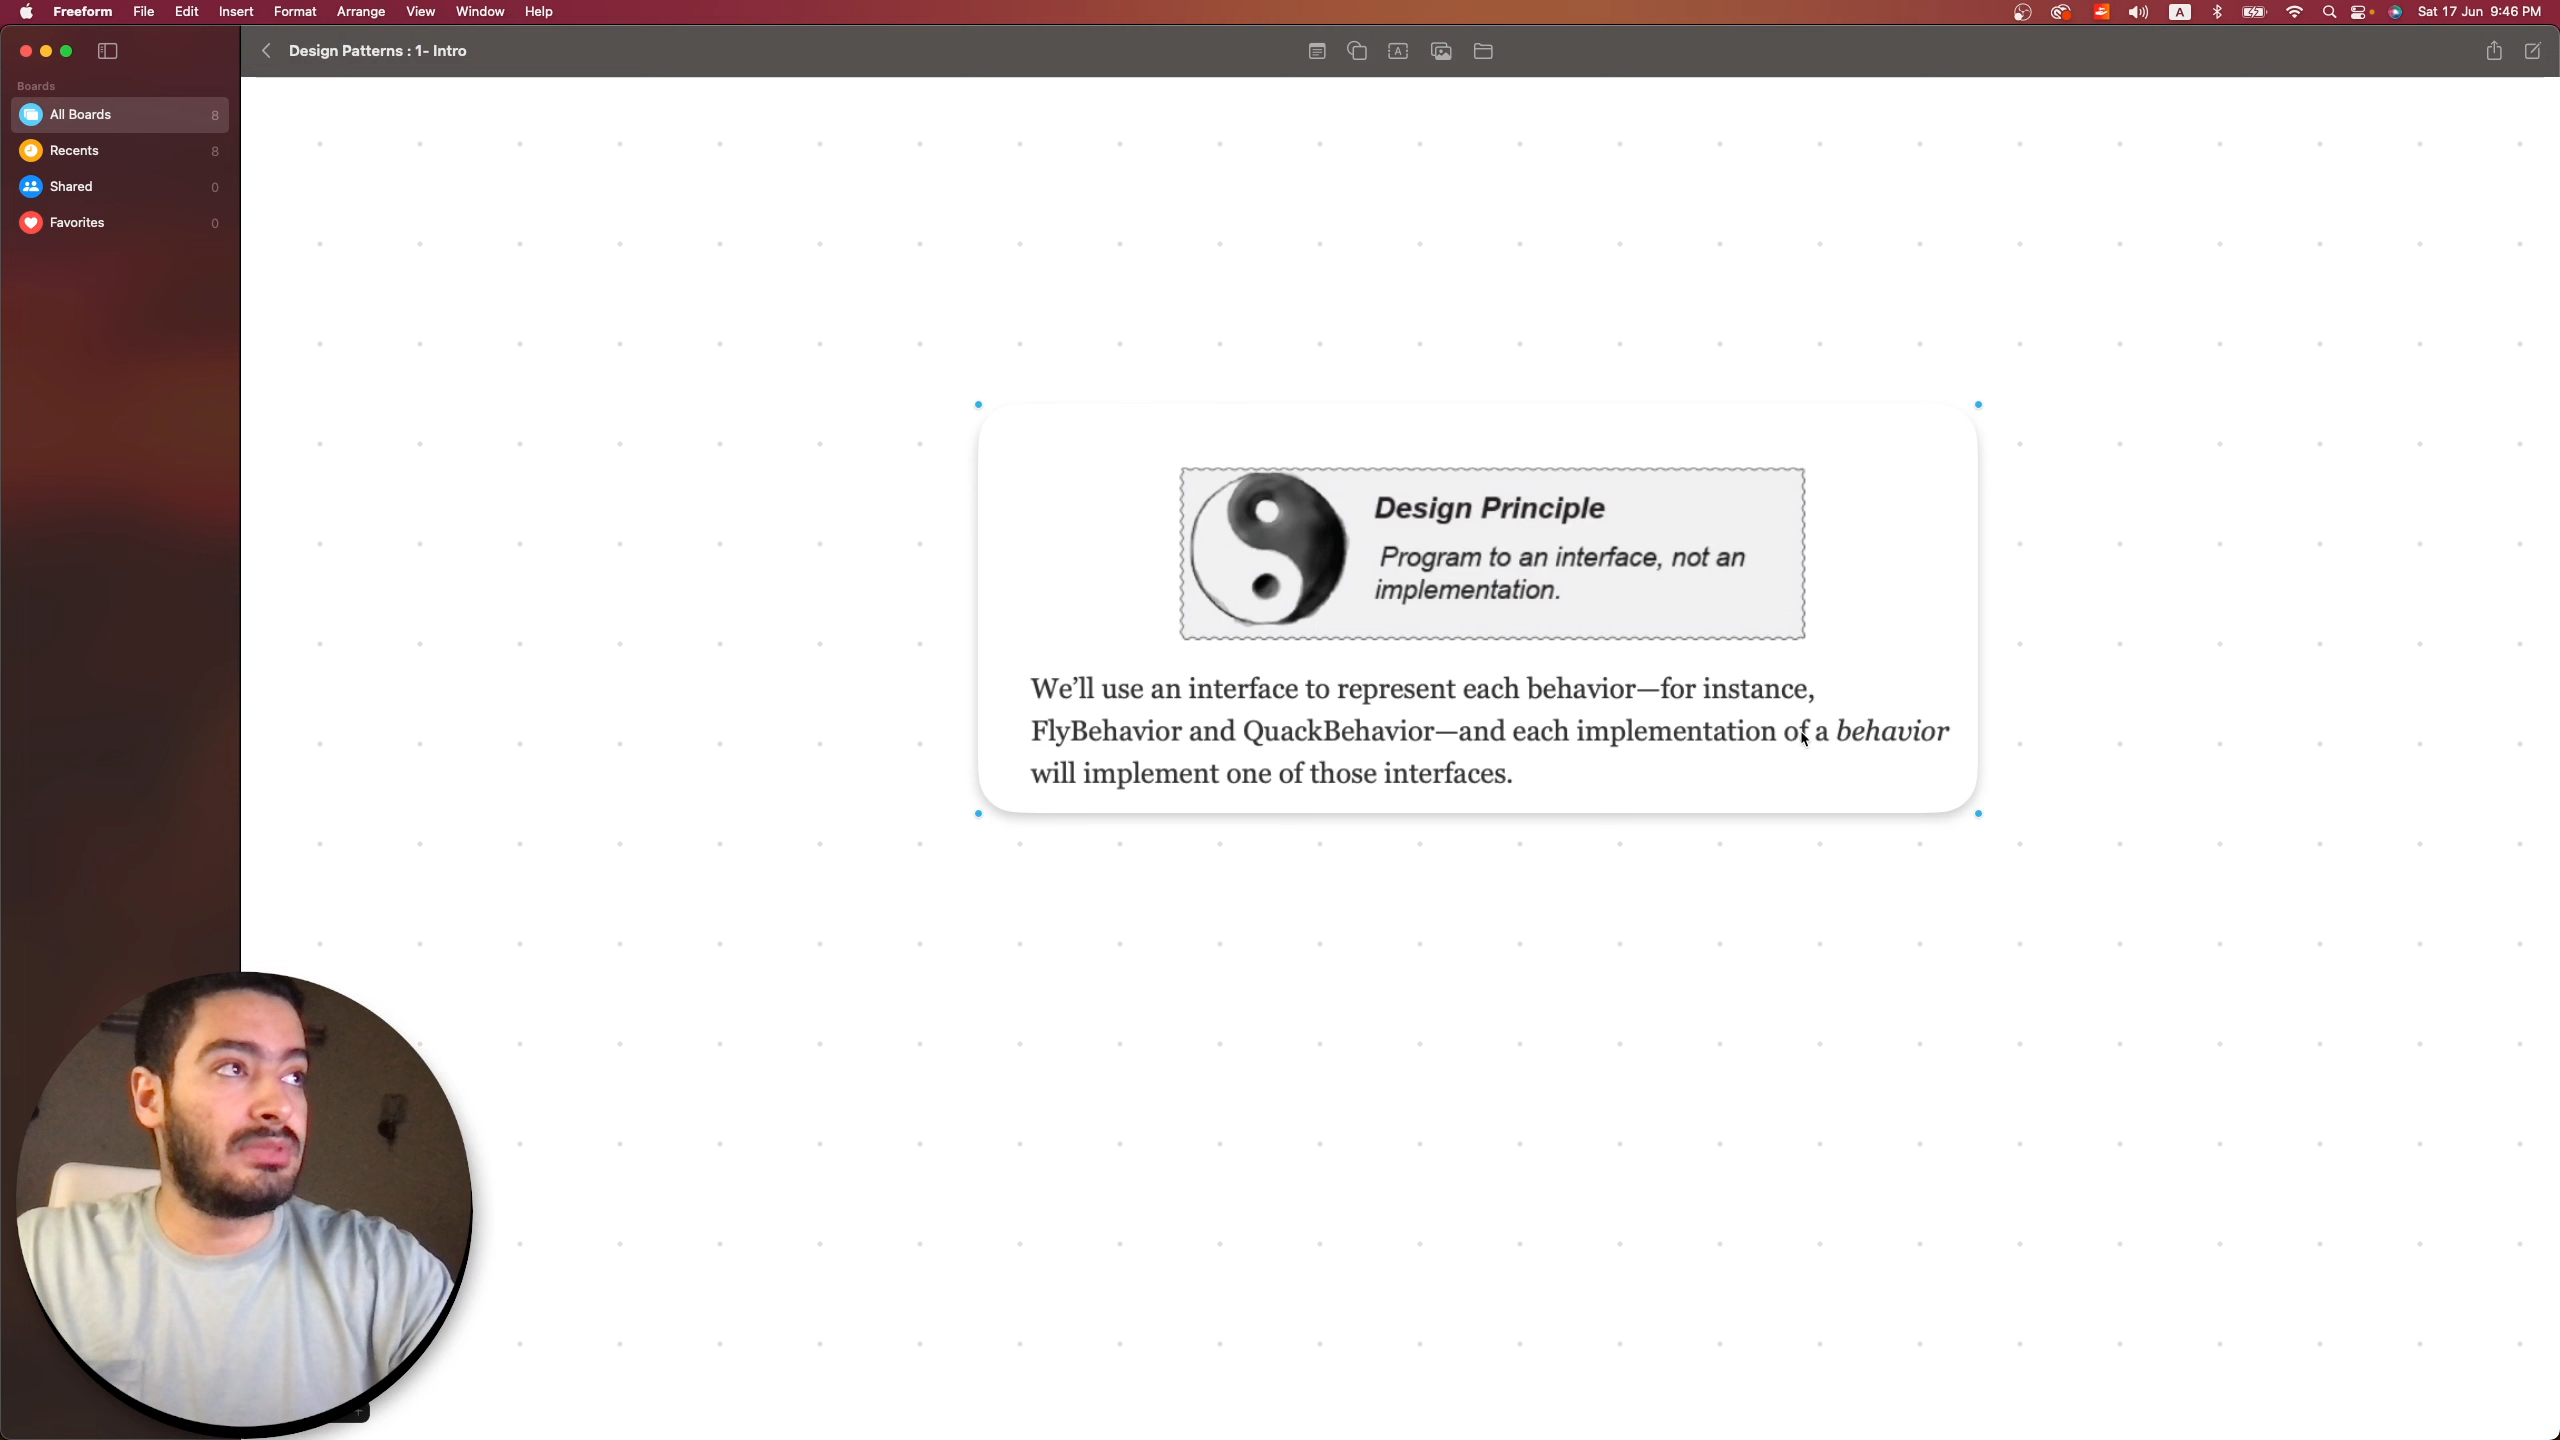 Freeform File Edit Insert Format Arrange View Window Help
A
Sat 17 Jun 9:46 PM
Design Patterns : 1- Intro
A
Boards
All Boards 8
Recents 8
Shared 0
Favorites 0
Design Principle
Program to an interface, not an
implementation.
We’ll use an interface to represent each behavior—for instance,
FlyBehavior and QuackBehavior—and each implementation of a behavior
will implement one of those interfaces.